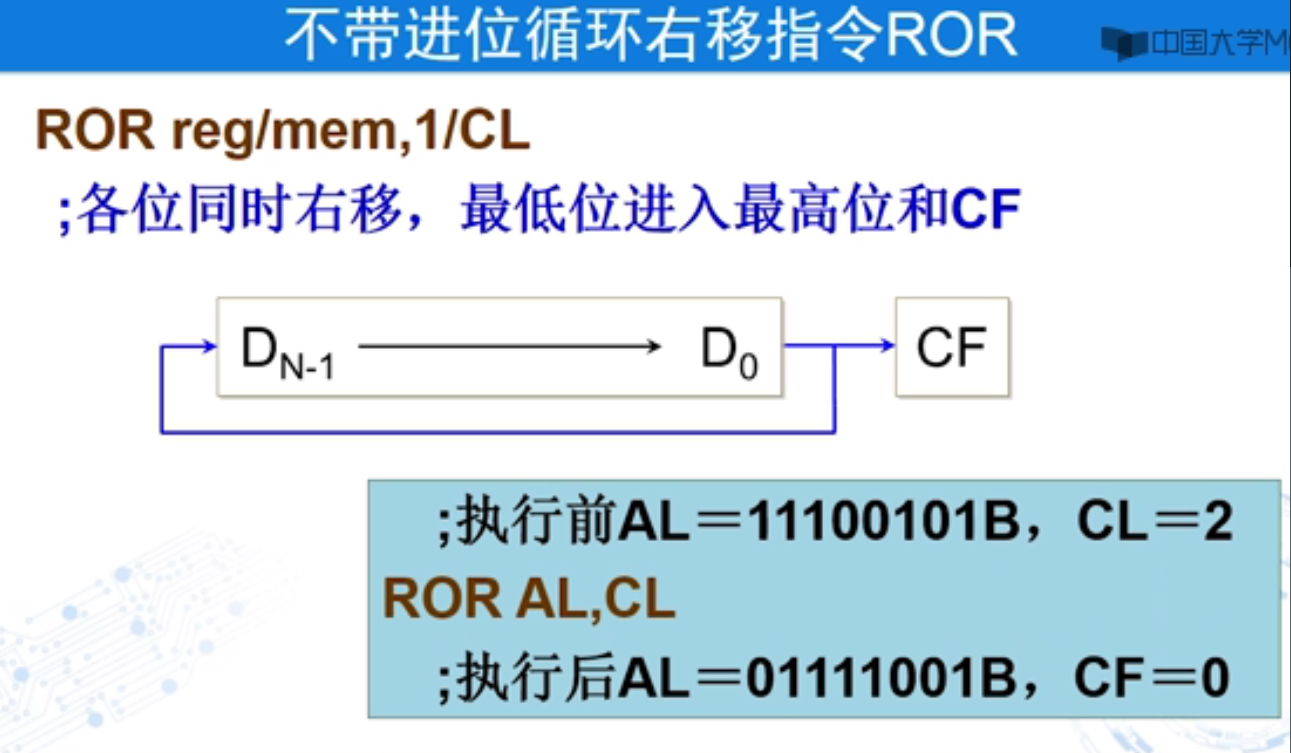 不带进位循环右移指令ROR
中国大学M
ROR reg/mem,1/CL
;各位同时右移，最低位进入最高位和CF
D_N-1 D_0 CF
;执行前AL＝11100101B，CL＝2
ROR AL,CL
;执行后AL＝01111001B，CF＝0